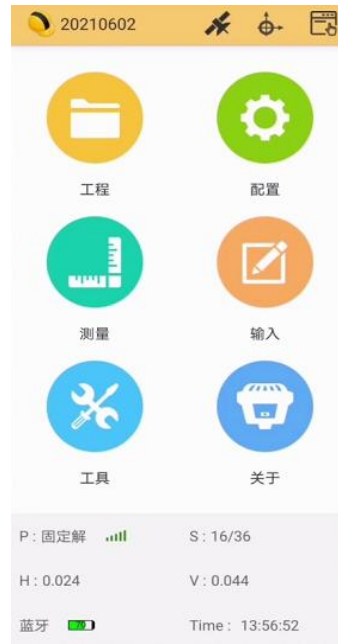 20210602
工程 配置
测量 输入
工具 关于
P : 固定解 S : 16/36
H : 0.024 V : 0.044
蓝牙 79 Time : 13:56:52